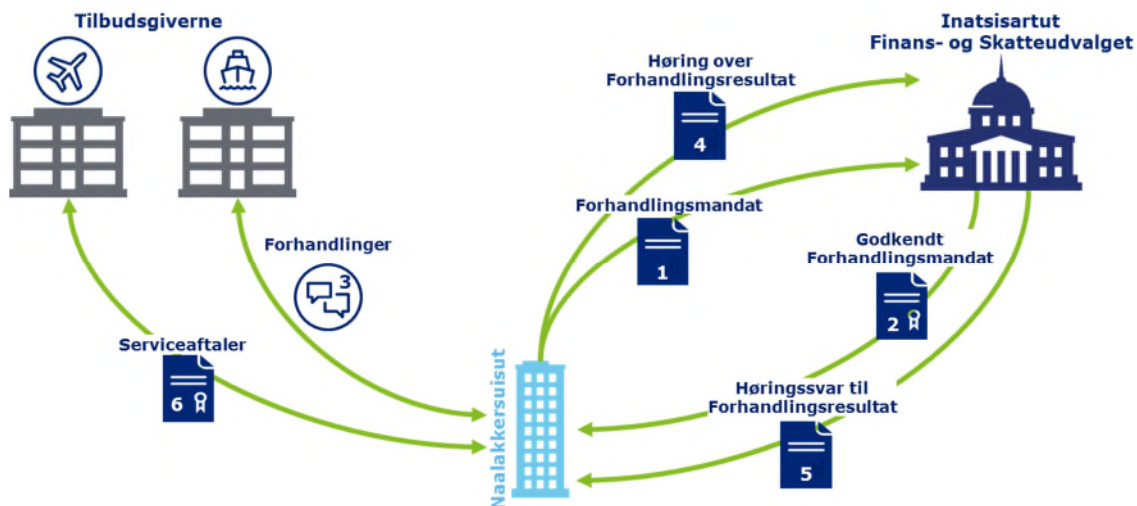 Tilbudsgiverne
Inatsisartut
Finans- og Skatteudvalget
Høring over
Forhandlingsresultat
4
Forhandlingsmandat
1
Forhandlinger
3
Godkendt
Forhandlingsmandat
2
Serviceaftaler
6
Naalakkersuisut
Høringssvar til
Forhandlingsresultat
5